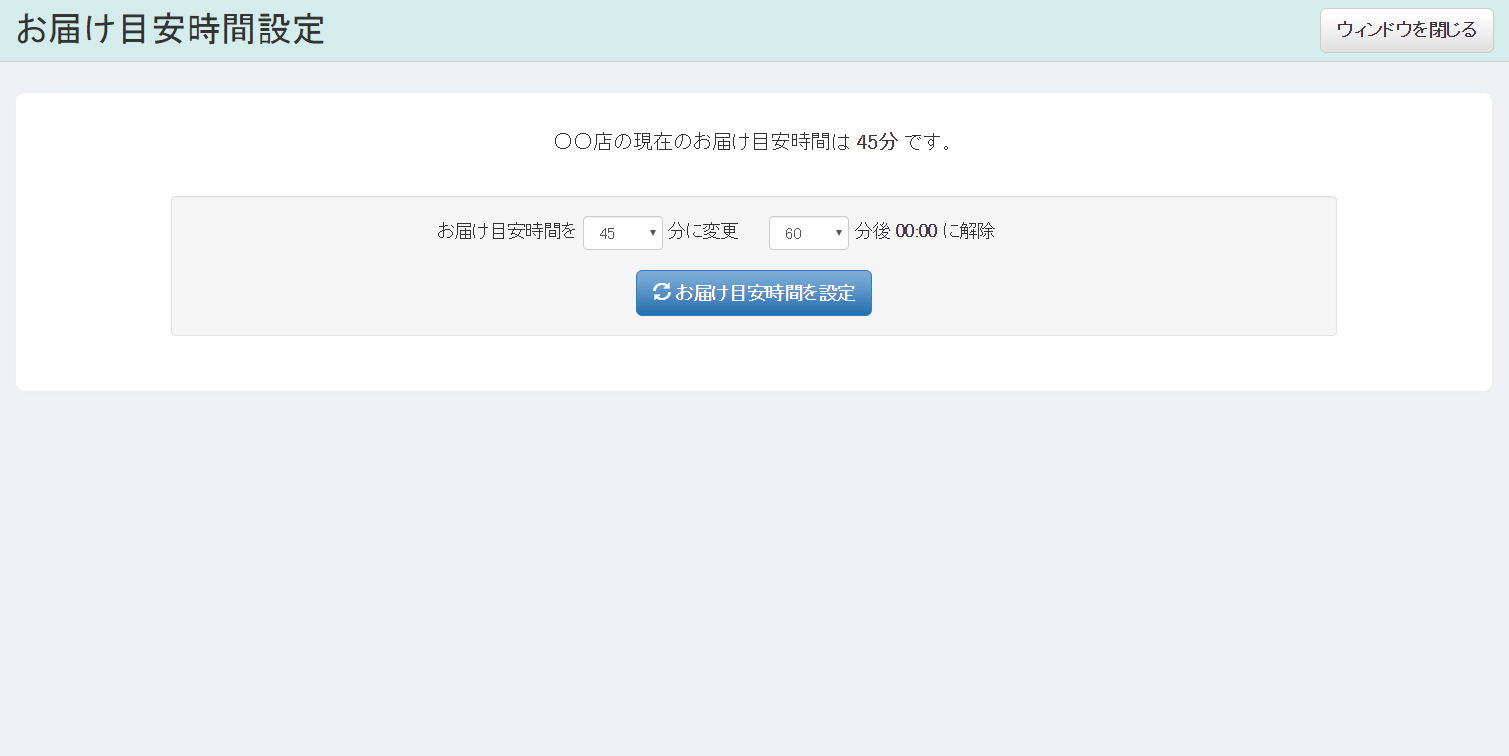 お届け目安時間設定
ウィンドウを閉じる
〇〇店の現在のお届け目安時間は 45分 です。
お届け目安時間を 45 分に変更 60 分後 00:00 に解除
お届け目安時間を設定